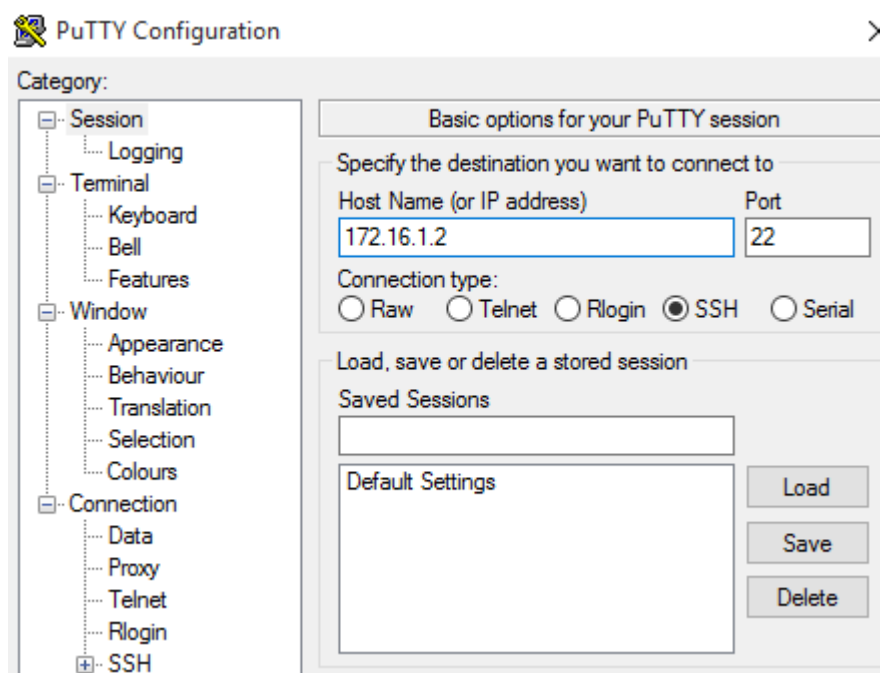 PuTTY Configuration
Category:
Session
Logging
Terminal
Keyboard
Bell
Features
Window
Appearance
Behaviour
Translation
Selection
Colours
Connection
Data
Proxy
Telnet
Rlogin
SSH
Basic options for your PuTTY session
Specify the destination you want to connect to
Host Name (or IP address) Port
172.16.1.2 22
Connection type:
Raw Telnet Rlogin SSH Serial
Load, save or delete a stored session
Saved Sessions
Default Settings
Load
Save
Delete